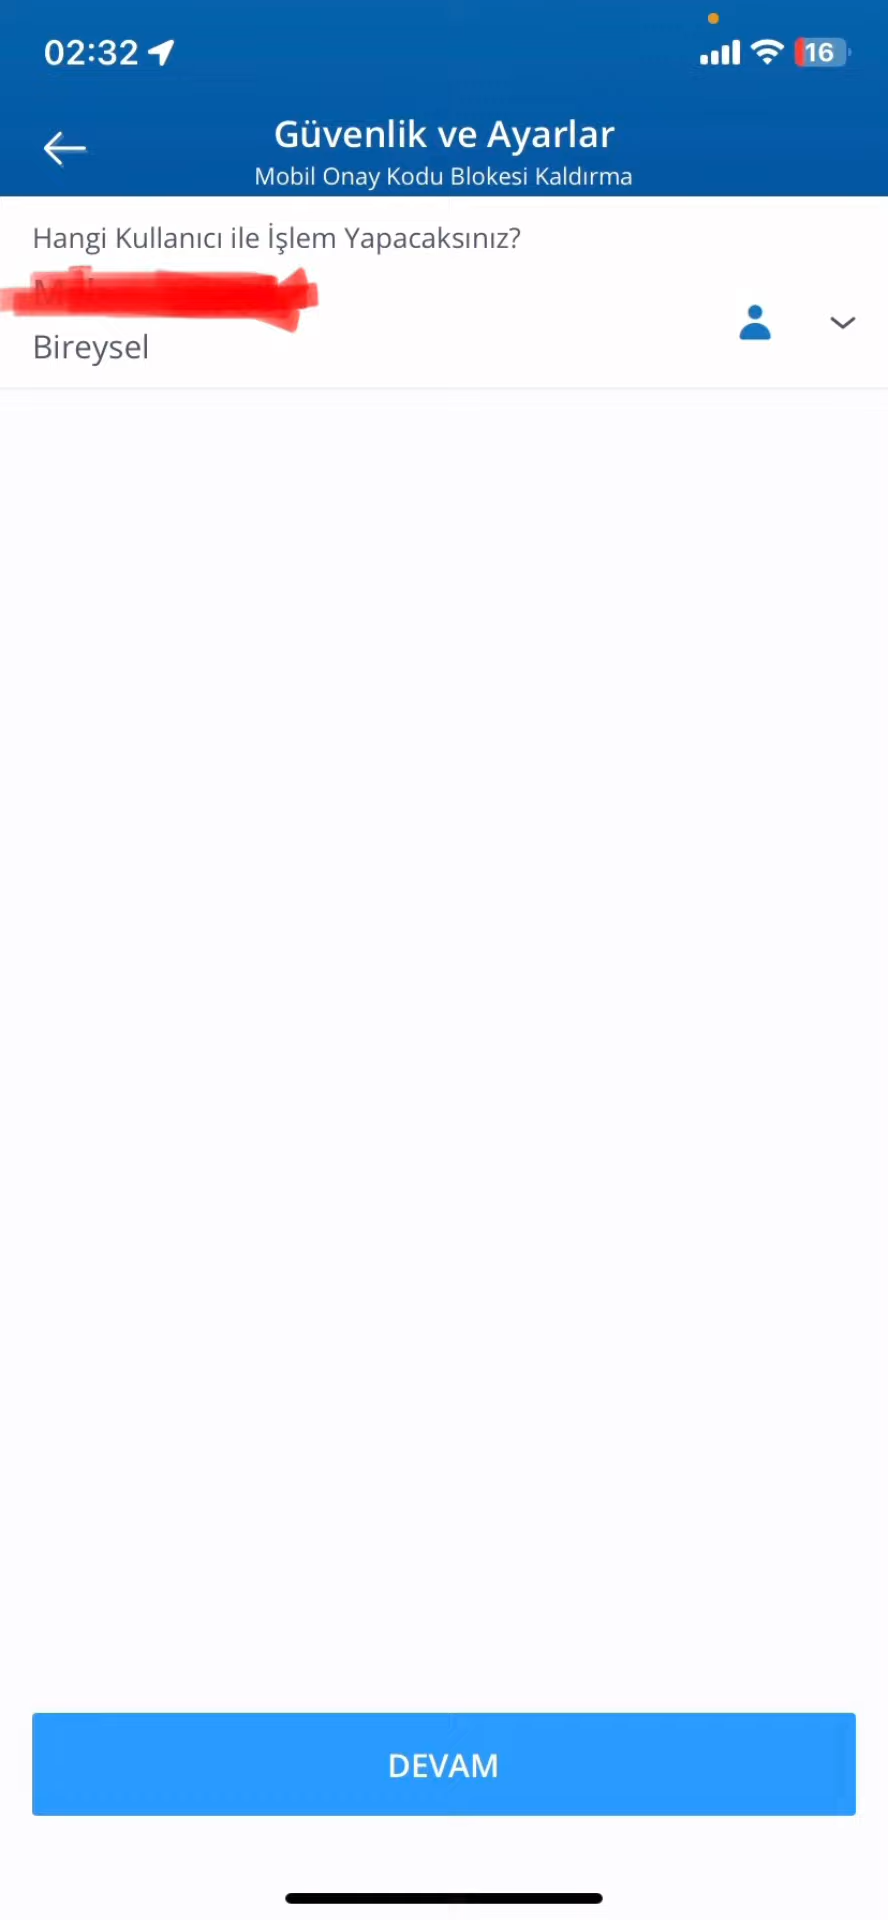 02:32
16
Güvenlik ve Ayarlar
Mobil Onay Kodu Blokesi Kaldırma
Hangi Kullanıcı ile İşlem Yapacaksınız?
Bireysel
DEVAM